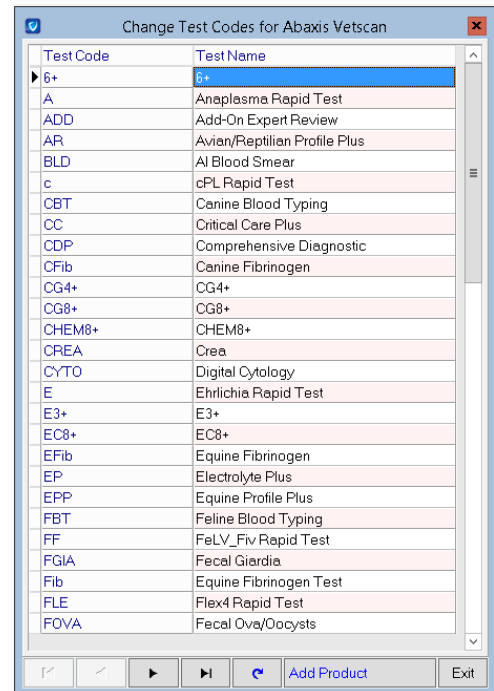 Change Test Codes for Abaxis Vetscan
Test Code Test Name
6+ 6+
A Anaplasma Rapid Test
ADD Add-On Expert Review
AR Avian/Reptilian Profile Plus
BLD AI Blood Smear
c cPL Rapid Test
CBT Canine Blood Typing
CC Critical Care Plus
CDP Comprehensive Diagnostic
CFib Canine Fibrinogen
CG4+ CG4+
CG8+ CG8+
CHEM8+ CHEM8+
CREA Crea
CYTO Digital Cytology
E Ehrlichia Rapid Test
E3+ E3+
EC8+ EC8+
EFib Equine Fibrinogen
EP Electrolyte Plus
EPP Equine Profile Plus
FBT Feline Blood Typing
FF FeLV_Fiv Rapid Test
FGIA Fecal Giardia
Fib Equine Fibrinogen Test
FLE Flex4 Rapid Test
FOVA Fecal Ova/Oocysts
Add Product Exit